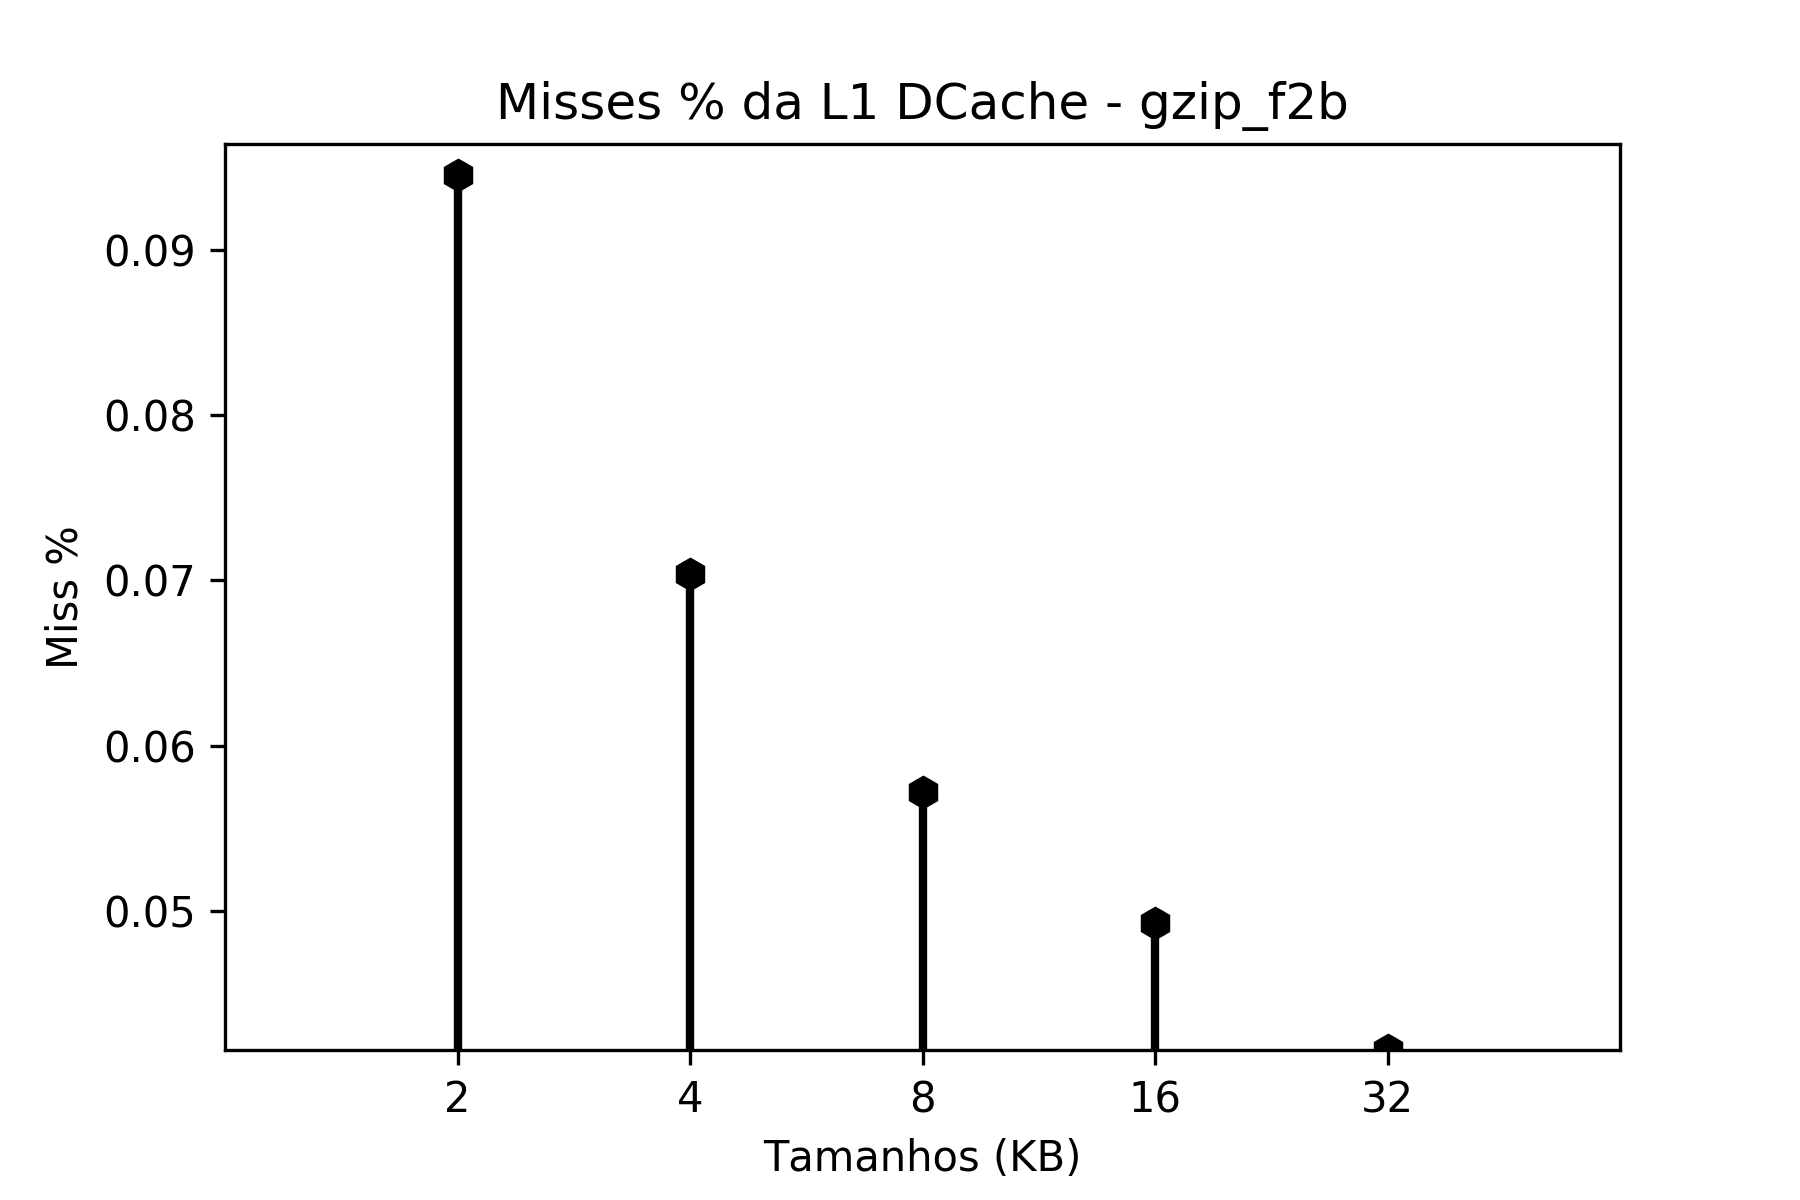 Misses % da L1 DCache - gzip_f2b
0.09
0.08
0.07
0.06
0.05
Miss %
2 4 8 16 32
Tamanhos (KB)